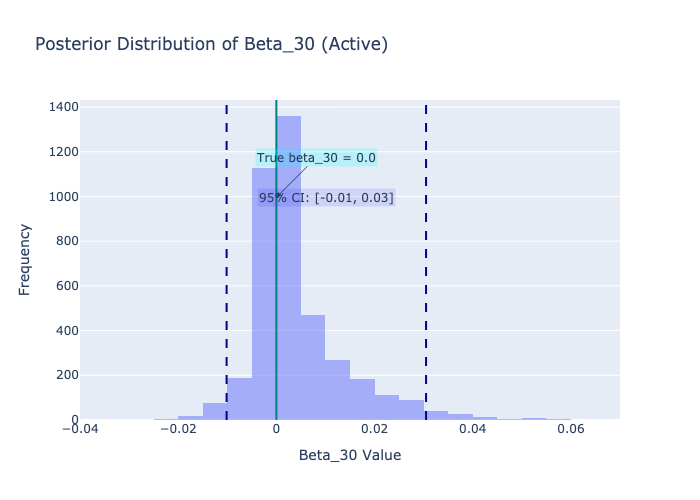 Posterior Distribution of Beta_30 (Active)
1400
1200
1000
800
600
400
200
0
True beta_30 = 0.0
95% CI: [-0.01, 0.03]
Frequency
−0.04
−0.02
0
0.02
0.04
0.06
Beta_30 Value